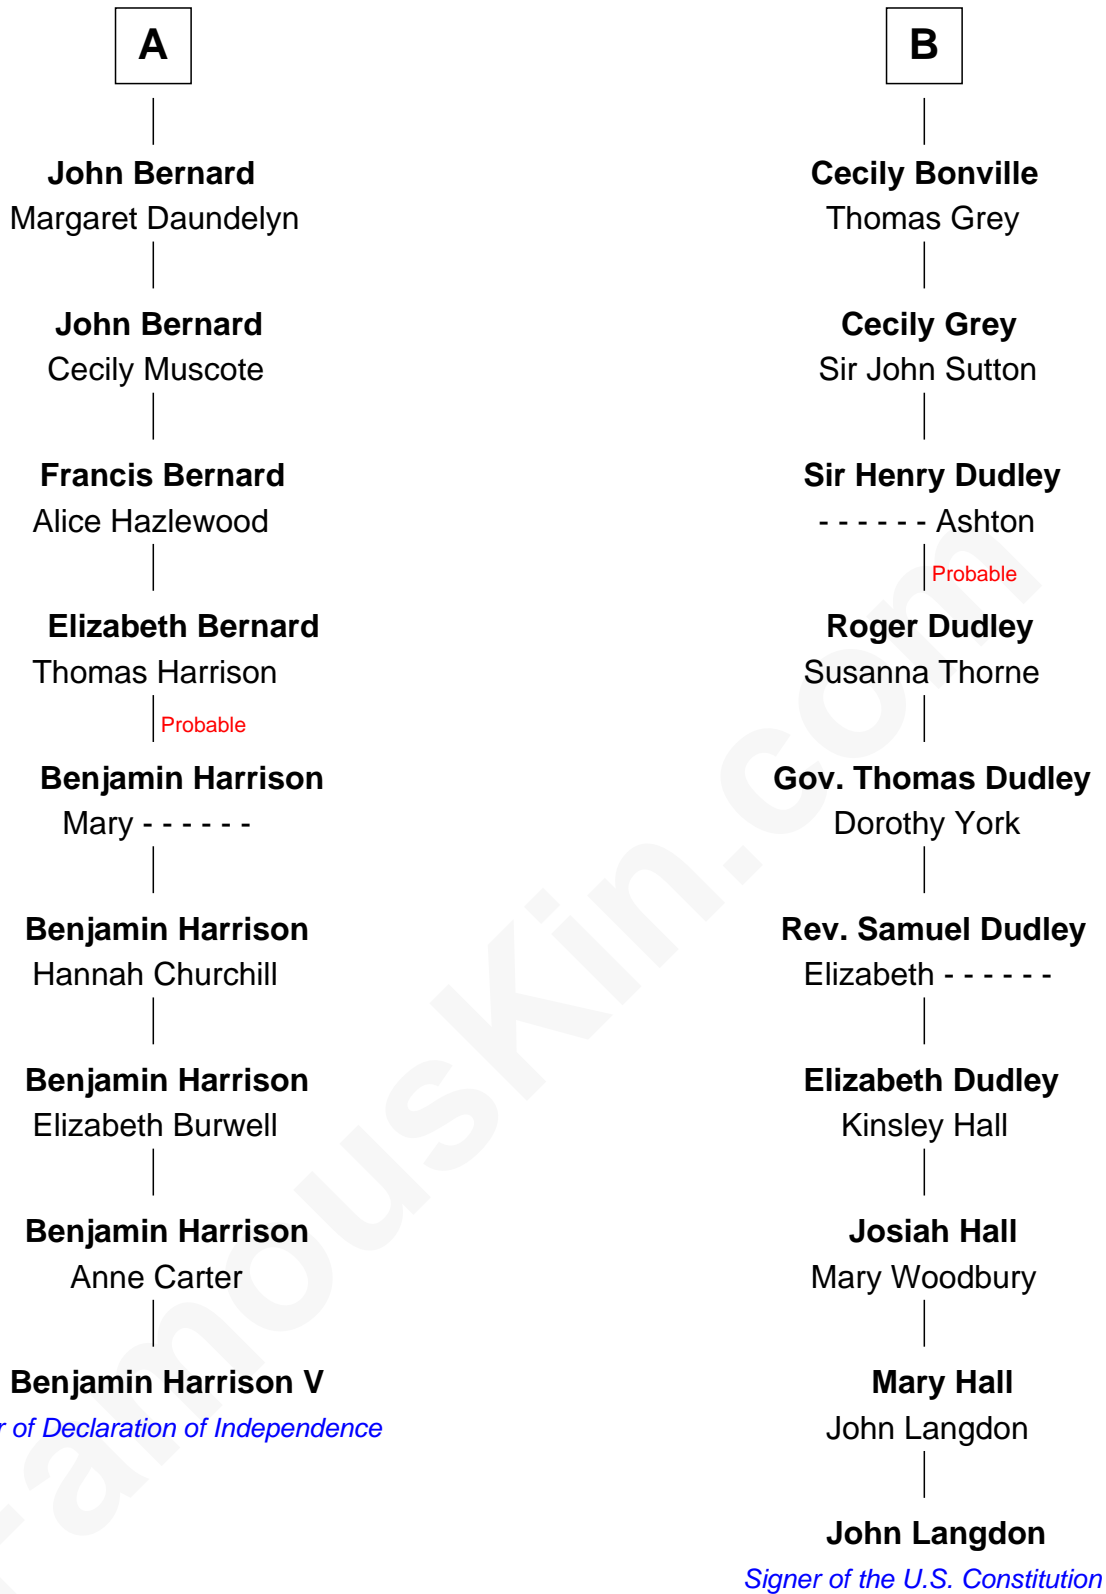 A
John Bernard
Margaret Daundelyn
John Bernard
Cecily Muscote
Francis Bernard
Alice Hazlewood
Elizabeth Bernard
Thomas Harrison
Probable
Benjamin Harrison
Mary - - - - - -
Benjamin Harrison
Hannah Churchill
Benjamin Harrison
Elizabeth Burwell
Benjamin Harrison
Anne Carter
Benjamin Harrison V
r of Declaration of Independence
B
Cecily Bonville
Thomas Grey
Cecily Grey
Sir John Sutton
Sir Henry Dudley
- - - - - - Ashton
Probable
Roger Dudley
Susanna Thorne
Gov. Thomas Dudley
Dorothy York
Rev. Samuel Dudley
Elizabeth - - - - - -
Elizabeth Dudley
Kinsley Hall
Josiah Hall
Mary Woodbury
Mary Hall
John Langdon
John Langdon
Signer of the U.S. Constitution
FamousKin.com